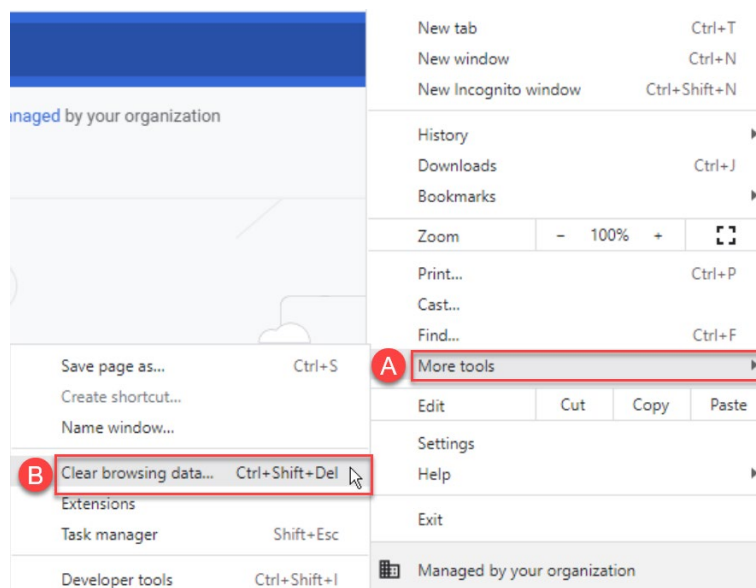 New tab Ctrl+T
New window Ctrl+N
New Incognito window Ctrl+Shift+N
by your organization
History
Downloads Ctrl+J
Bookmarks
Zoom - 100% +
Print... Ctrl+P
Cast...
Find... Ctrl+F
A More tools
Edit Cut Copy Paste
Settings
Help
Exit
Managed by your organization
Save page as... Ctrl+S
Create shortcut...
Name window...
B Clear browsing data... Ctrl+Shift+Del
Extensions
Task manager Shift+Esc
Developer tools Ctrl+Shift+I